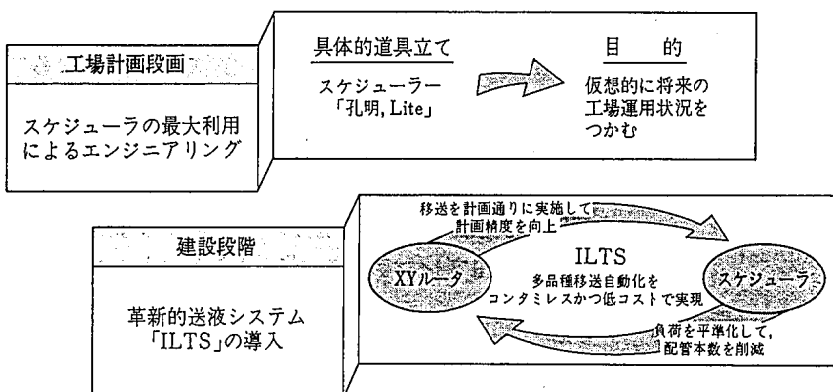 工場計画段画
スケジューラの最大利用
によるエンジニアリング
具体的道具立て
スケジューラー
「孔明, Lite」
目 的
仮想的に将来の
工場運用状況を
つかむ
建設段階
革新的送液システム
「ILTS」の導入
移送を計画通りに実施して
計画精度を向上
XYルータ
ILTS
多品種移送自動化を
コンタミレスかつ低コストで実現
スケジューラ
負荷を平準化して,
配管本数を削減